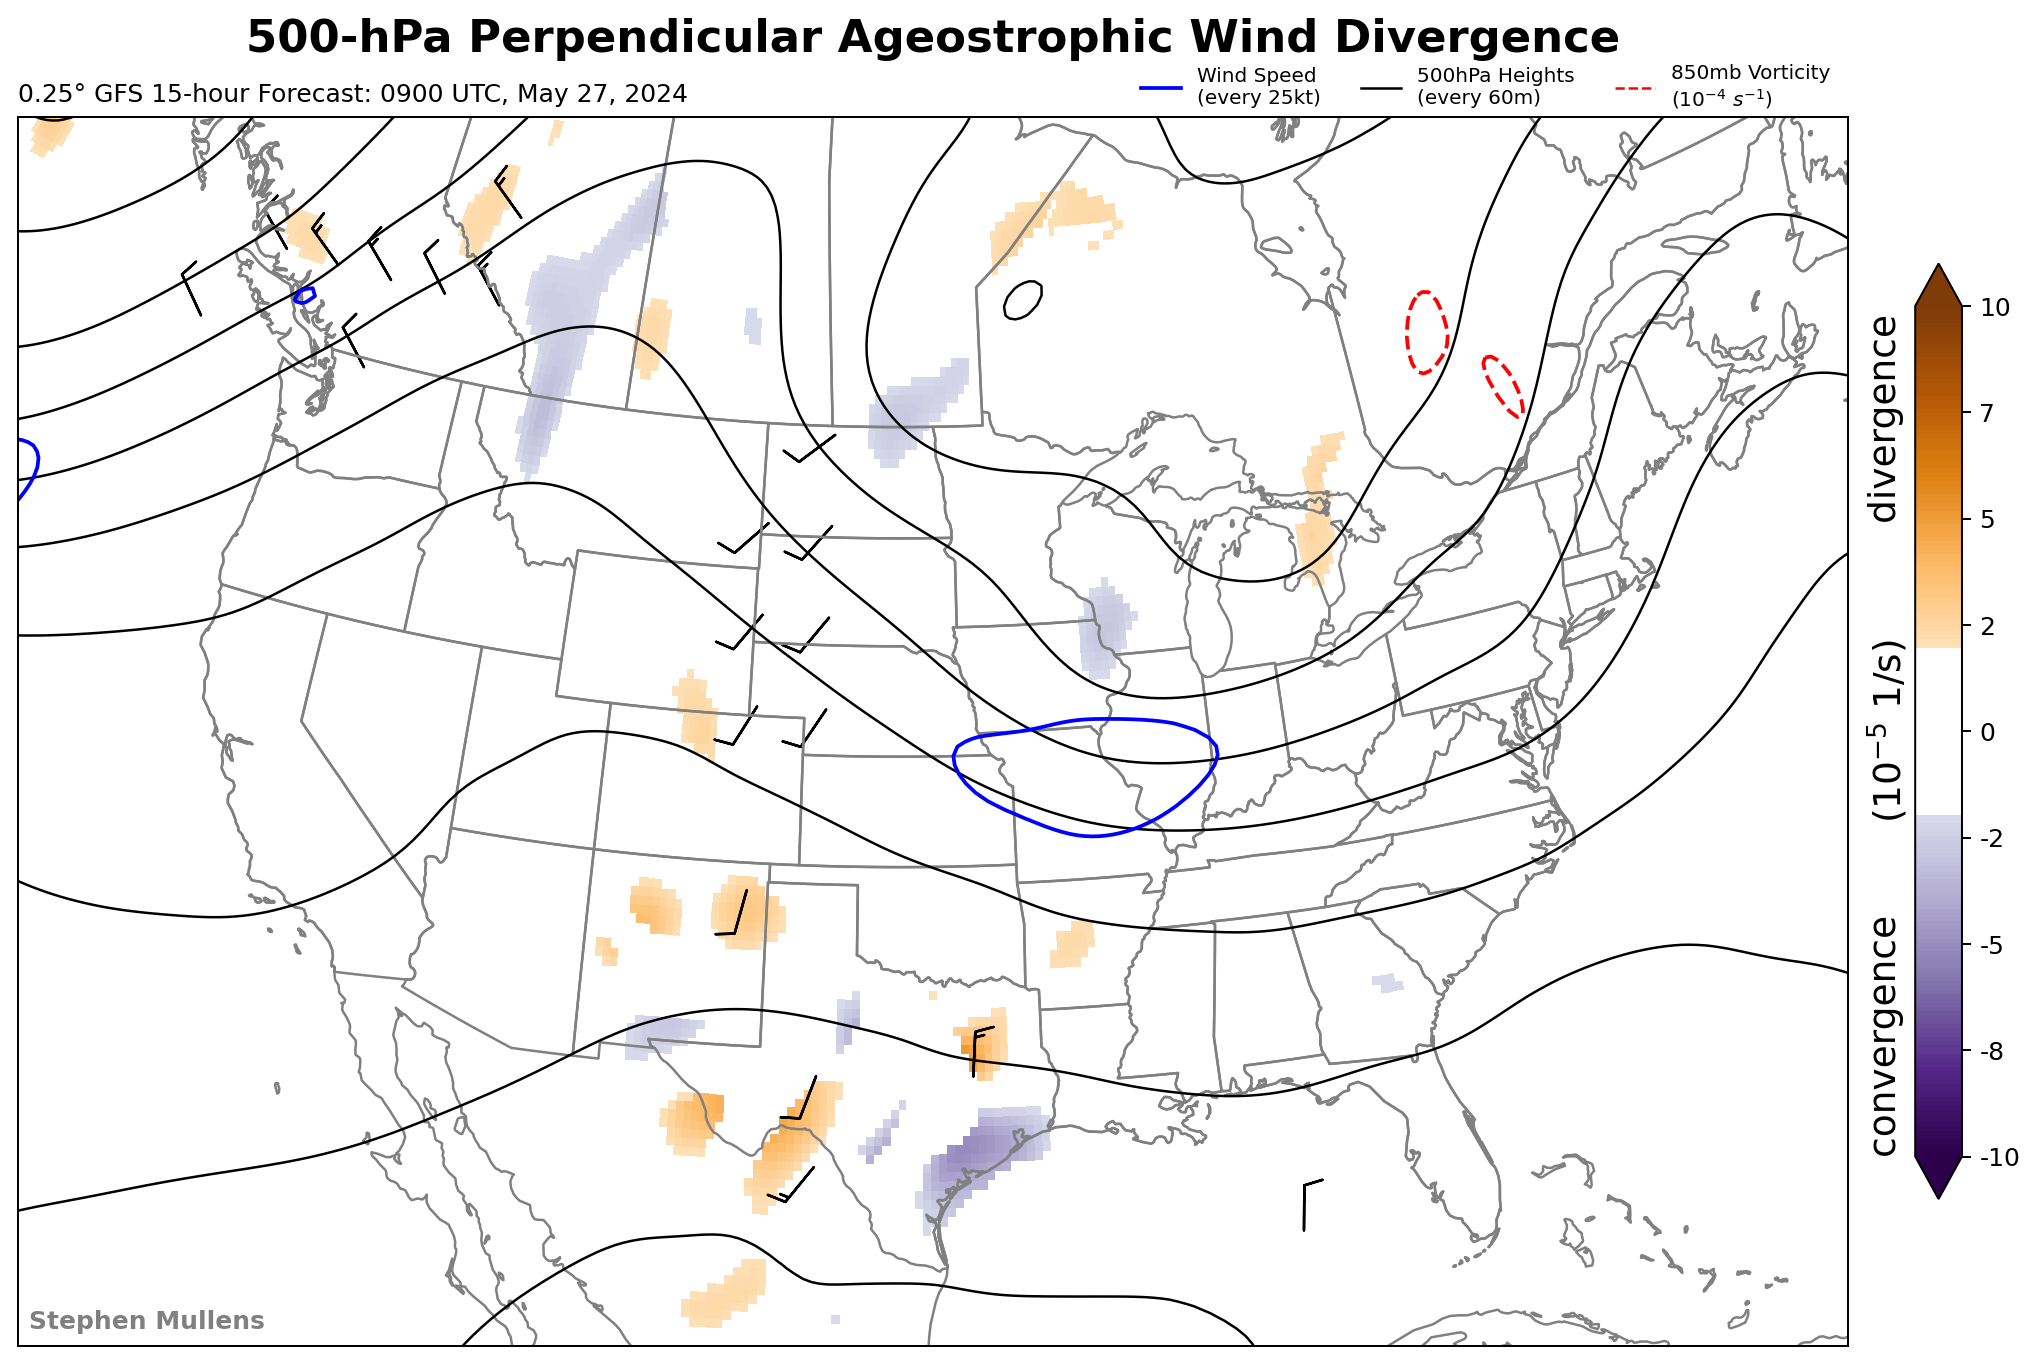 500-hPa Perpendicular Ageostrophic Wind Divergence
0.25° GFS 15-hour Forecast: 0900 UTC, May 27, 2024
Wind Speed
(every 25kt)
500hPa Heights
(every 60m)
850mb Vorticity
(10⁻⁴ s⁻¹)
10
7
5
2
0
-2
-5
-8
-10
convergence (10⁻⁵ 1/s) divergence
Stephen Mullens